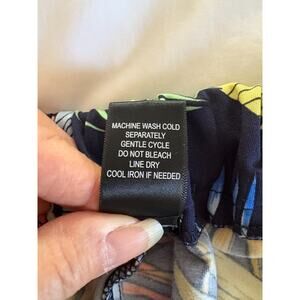 MACHINE WASH COLD
SEPARATELY
GENTLE CYCLE
DO NOT BLEACH
LINE DRY
COOL IRON IF NEEDED